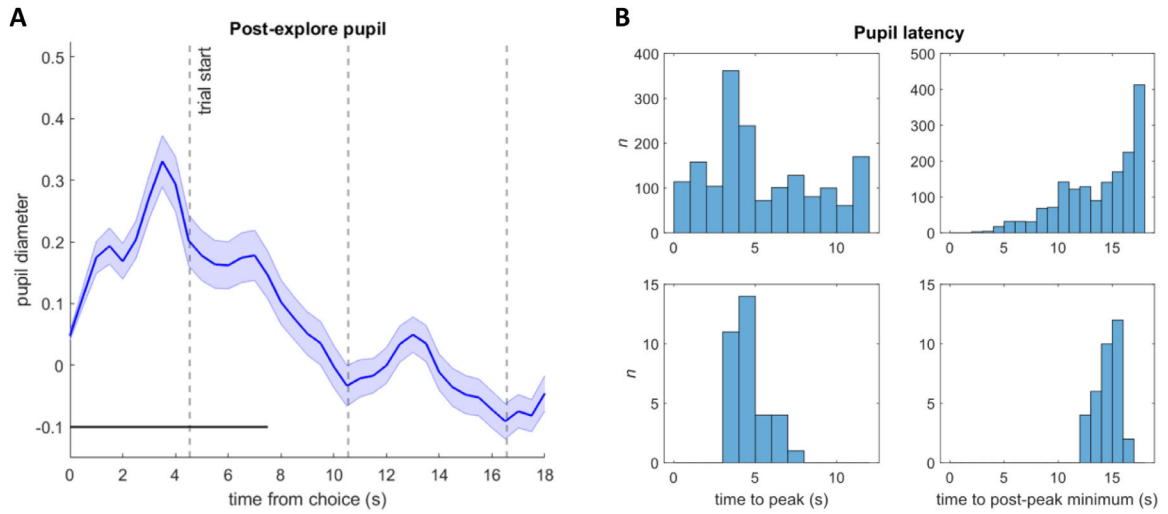 A
Post-explore pupil
0.5
0.4
0.3
0.2
0.1
0
-0.1
pupil diameter
trial start
0 2 4 6 8 10 12 14 16 18
time from choice (s)
B
Pupil latency
400
300
200
100
0
n
0 5 10
500
400
300
200
100
0
0 5 10 15
15
10
5
0
n
0 5 10
time to peak (s)
15
10
5
0
0 5 10 15
time to post-peak minimum (s)